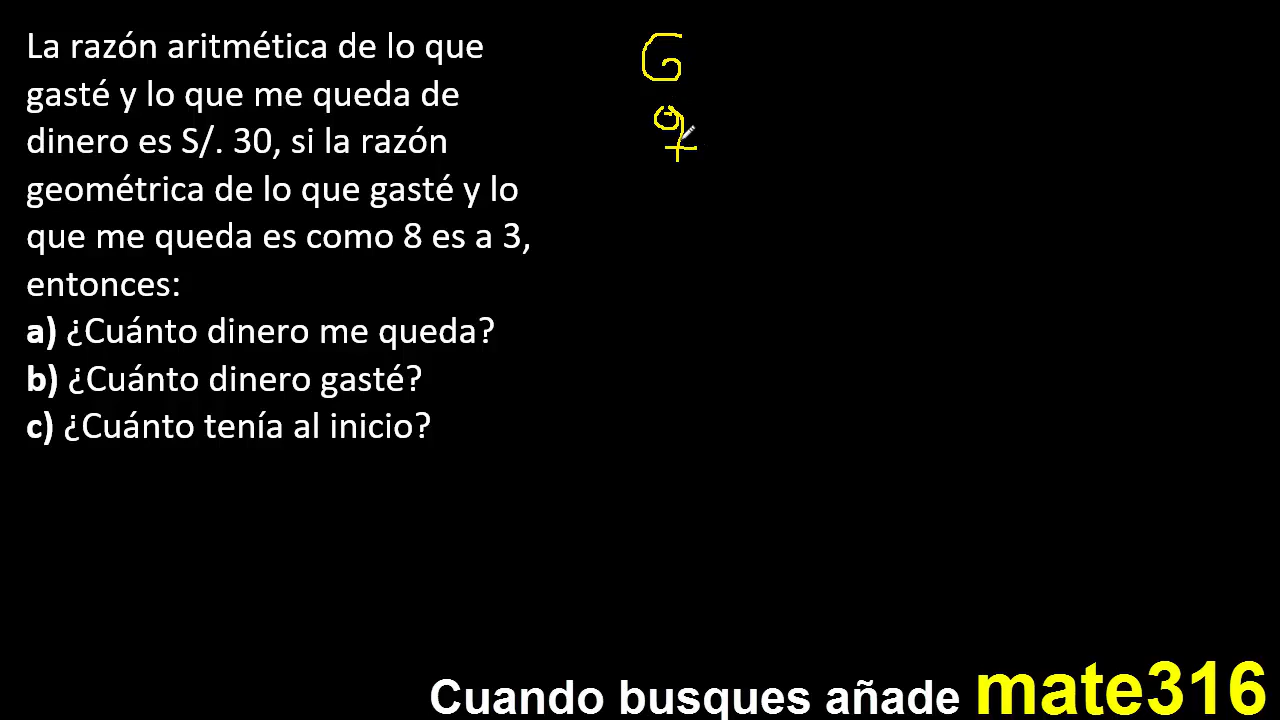 La razón aritmética de lo que
gasté y lo que me queda de
dinero es S/. 30, si la razón
geométrica de lo que gasté y lo
que me queda es como 8 es a 3,
entonces:
a) ¿Cuánto dinero me queda?
b) ¿Cuánto dinero gasté?
c) ¿Cuánto tenía al inicio?
G
q
Cuando busques añade mate316